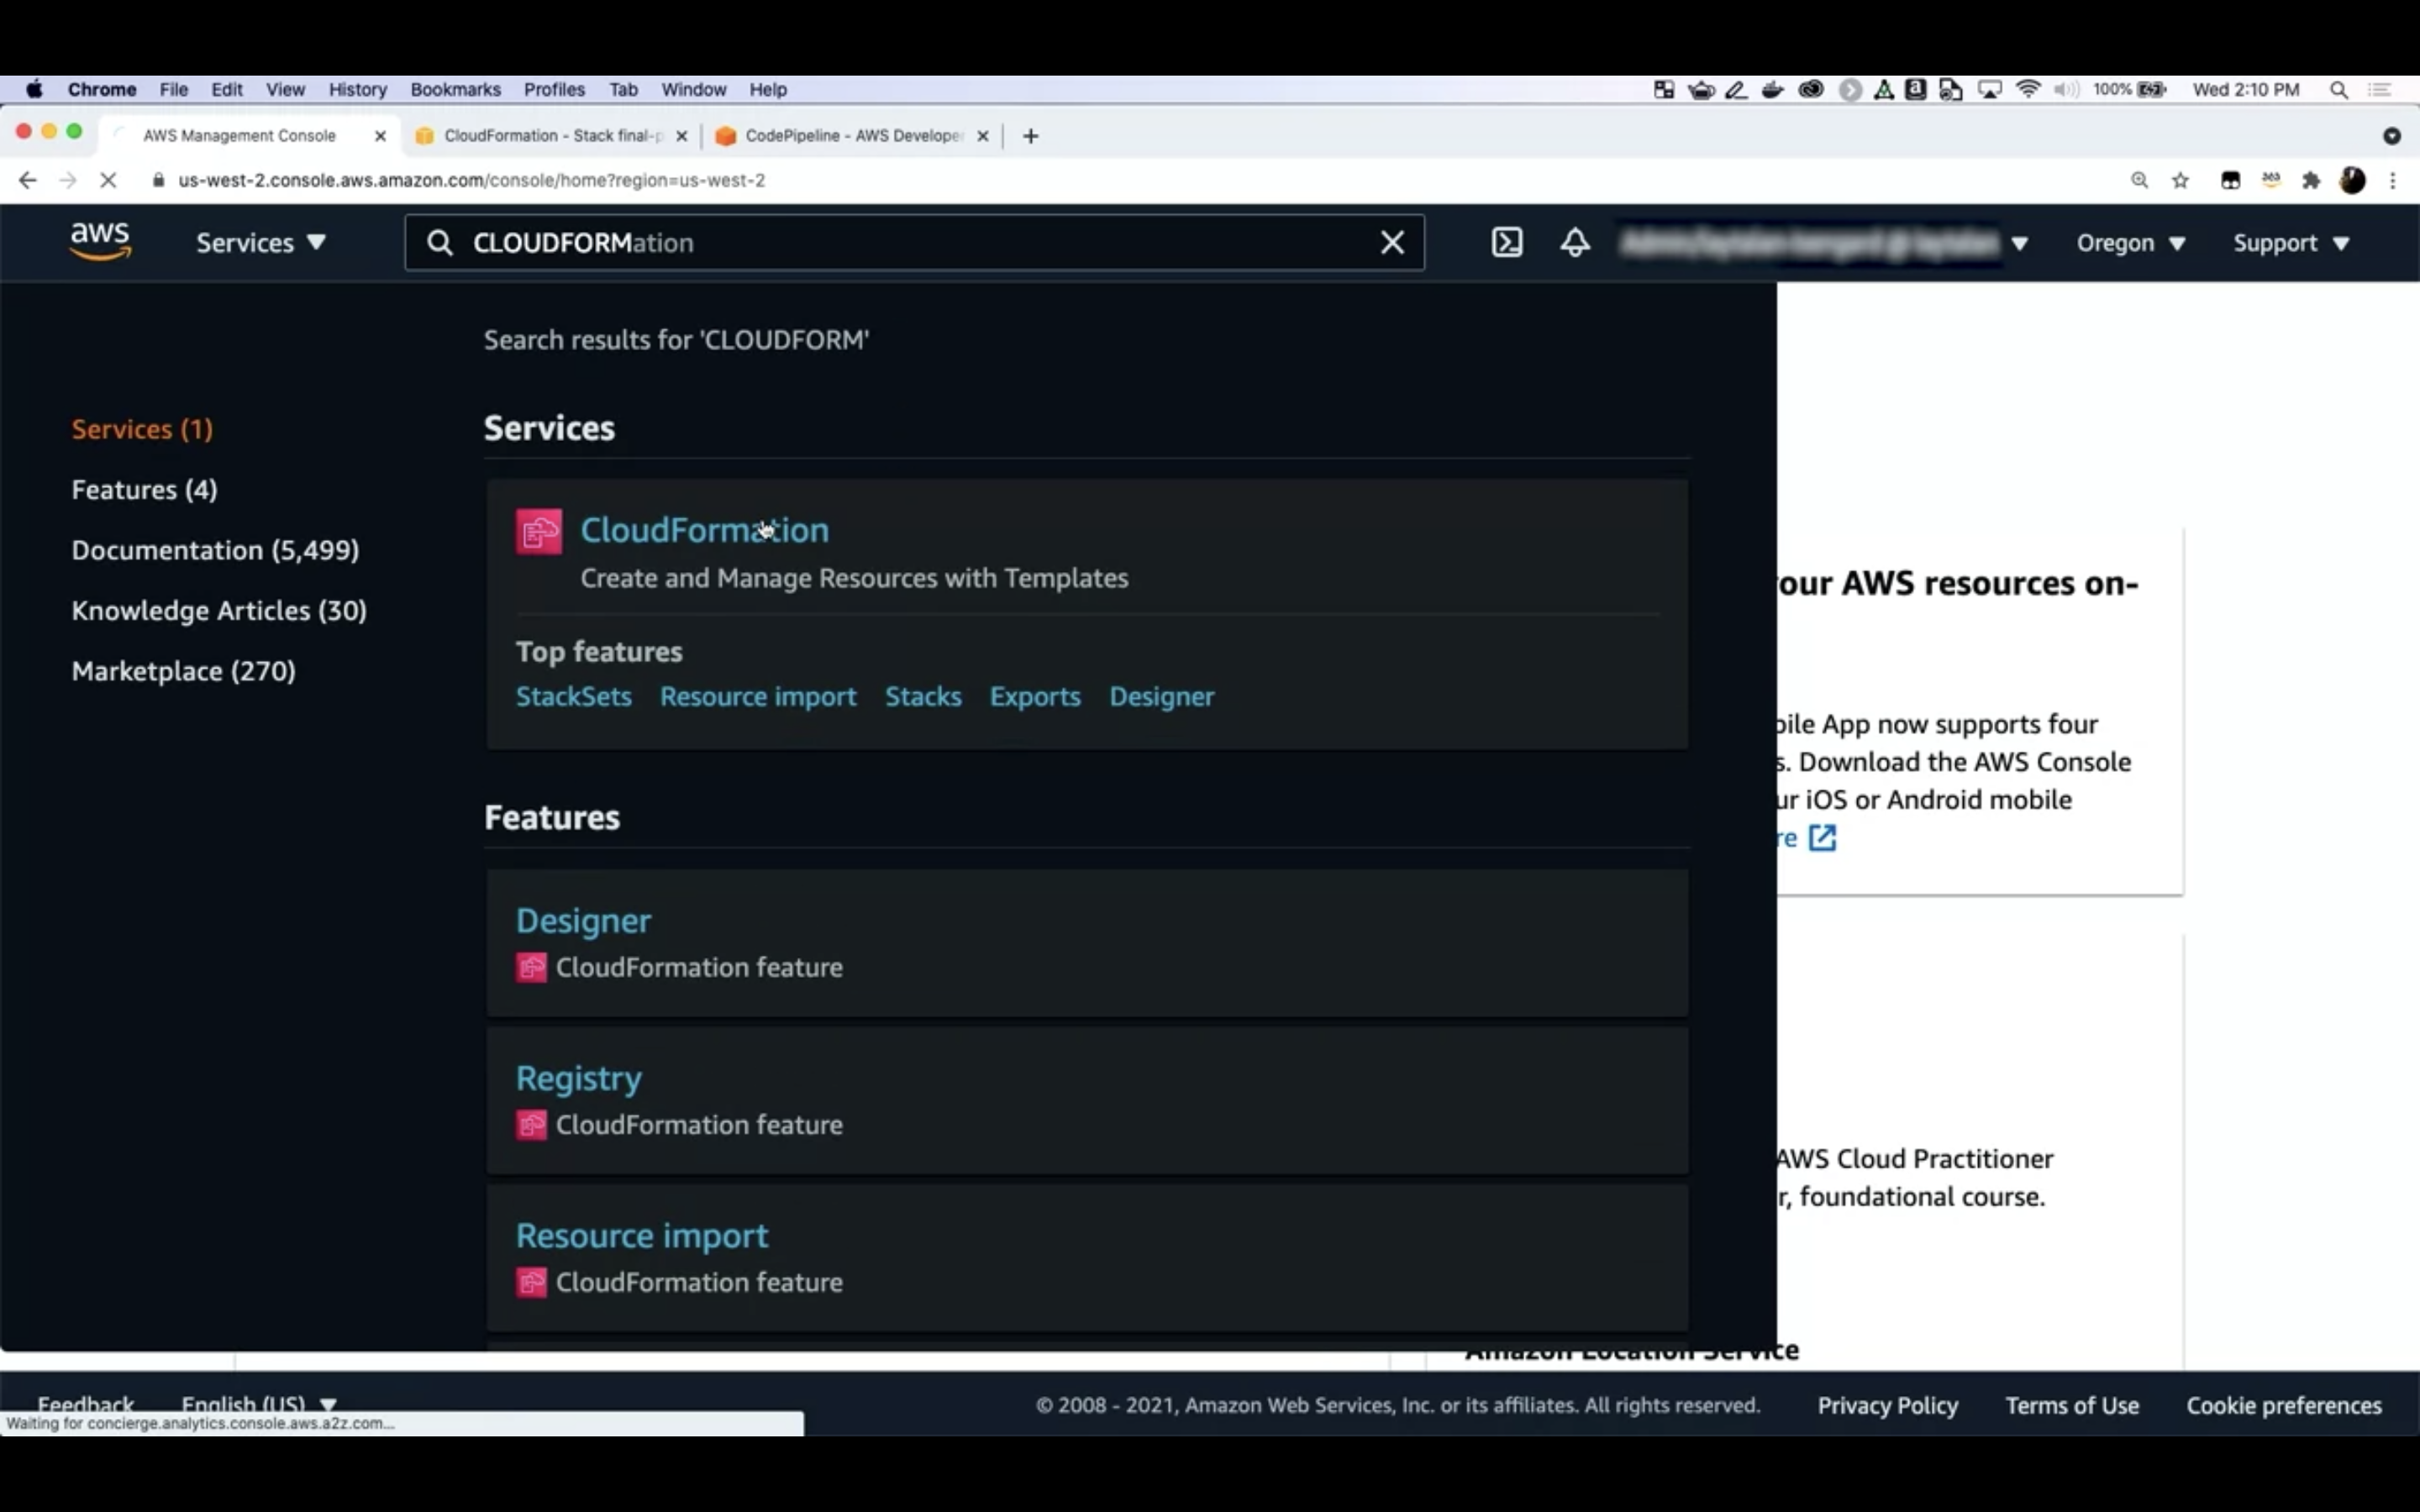 Chrome File Edit View History Bookmarks Profiles Tab Window Help 100% Wed 2:10 PM
AWS Management Console CloudFormation - Stack final-p CodePipeline - AWS Developer
us-west-2.console.aws.amazon.com/console/home?region=us-west-2
aws Services CLOUDFORMation Oregon Support
Search results for 'CLOUDFORM'
Services (1)
Features (4)
Documentation (5,499)
Knowledge Articles (30)
Marketplace (270)
Services
CloudFormation
Create and Manage Resources with Templates
Top features
StackSets Resource import Stacks Exports Designer
Features
Designer
CloudFormation feature
Registry
CloudFormation feature
Resource import
CloudFormation feature
our AWS resources on-
bile App now supports four
s. Download the AWS Console
ur iOS or Android mobile
re
AWS Cloud Practitioner
r, foundational course.
Amazon Location Service
Feedback English (US) © 2008 - 2021, Amazon Web Services, Inc. or its affiliates. All rights reserved. Privacy Policy Terms of Use Cookie preferences
Waiting for concierge.analytics.console.aws.a2z.com...